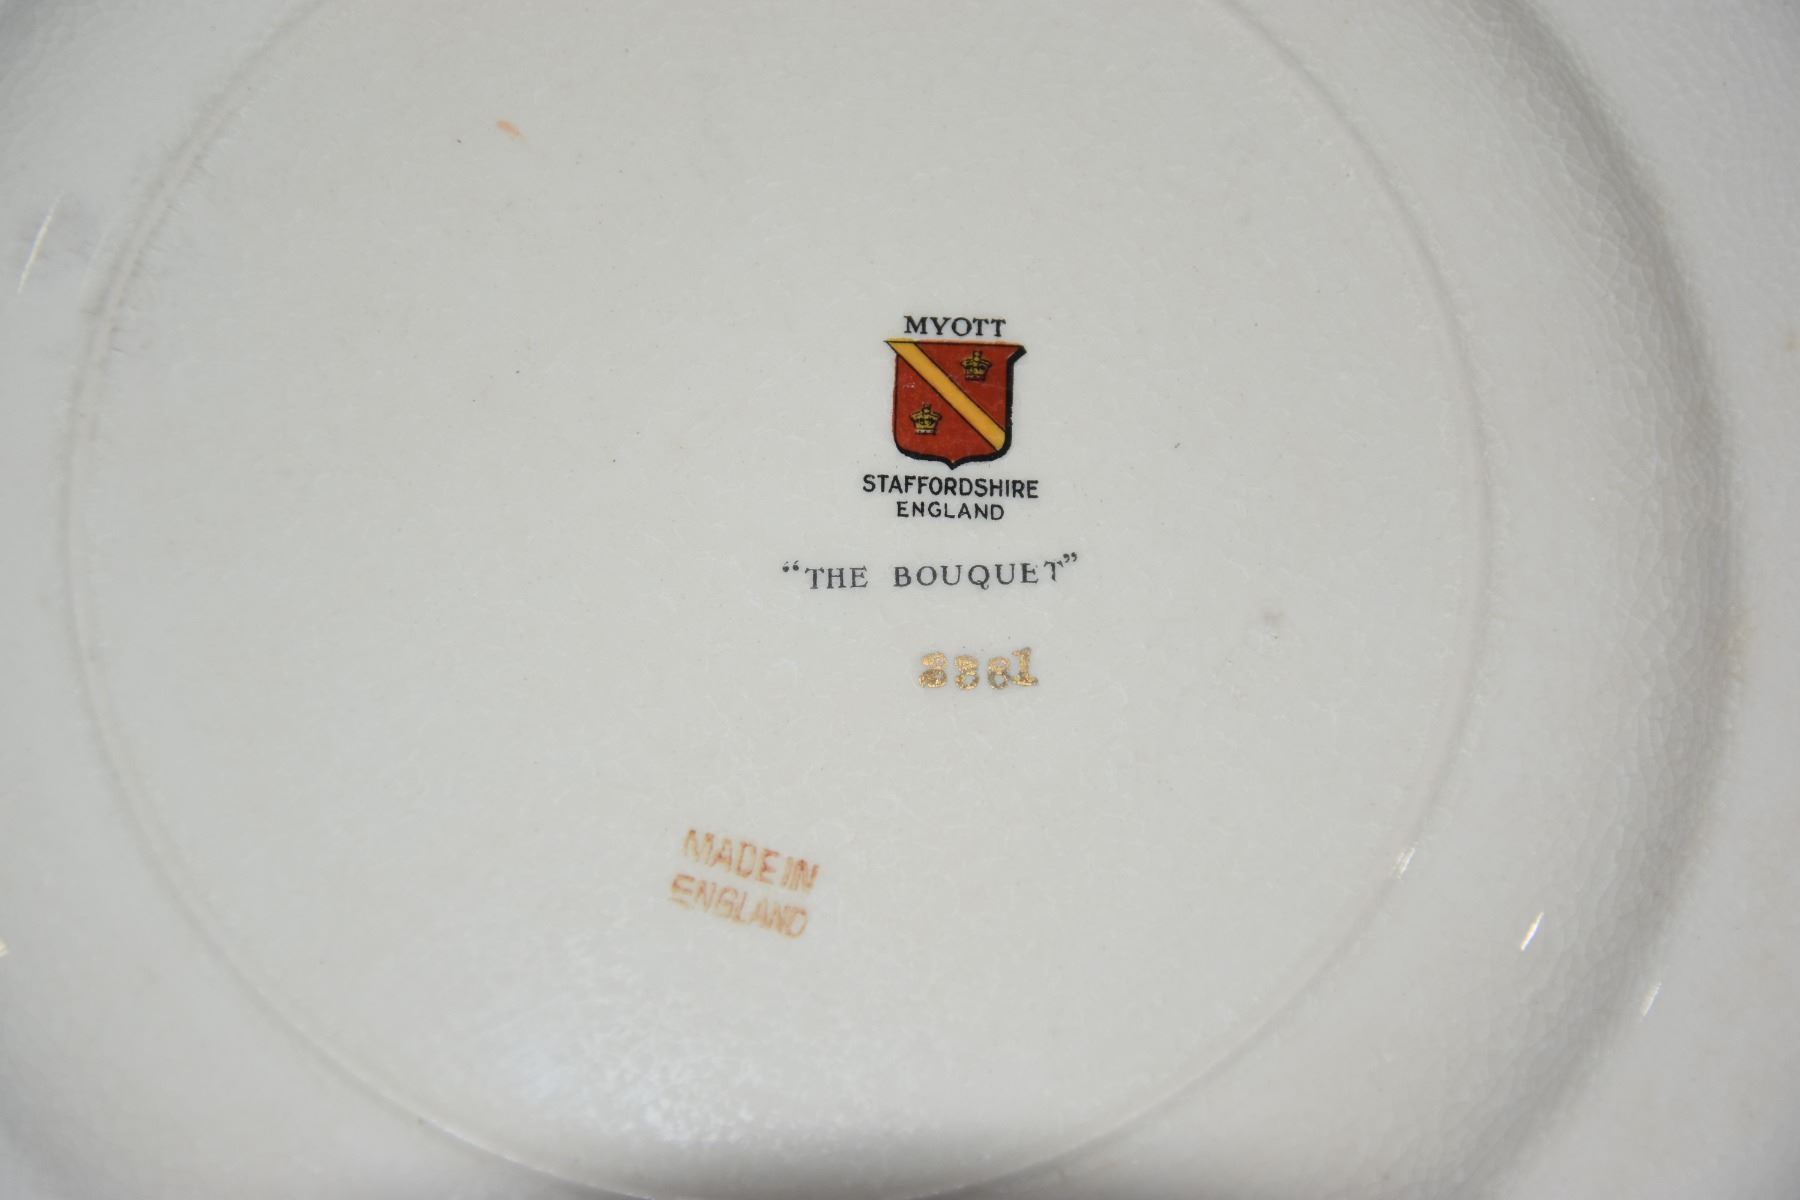 MYOTT
STAFFORDSHIRE
ENGLAND
“THE BOUQUET”
MADE IN
ENGLAND